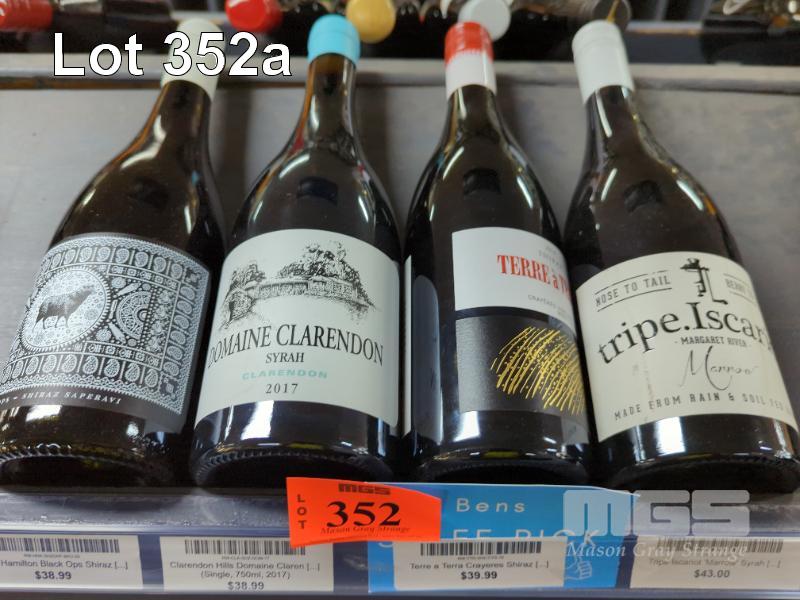 Lot 352a
SHIRAZ SAPERAVI
DOMAINE CLARENDON
SYRAH
CLARENDON
2017
TERRE à
NOSE TO TAIL
tripe.Iscari
- MARGARET RIVER -
Marrow
MADE FROM RAIN & SOIL
MGS
LOT
352
Mason Gray Strange
Bens
PICK
MGS
Mason Gray Strange
Hamilton Black Ops Shiraz [...]
$38.99
Clarendon Hills Domaine Claren [...]
(Single, 750ml, 2017)
$38.99
Terre a Terra Crayeres Shiraz [...]
$39.99
Tripe Iscariot 'Marrow' Syrah [...]
$43.00